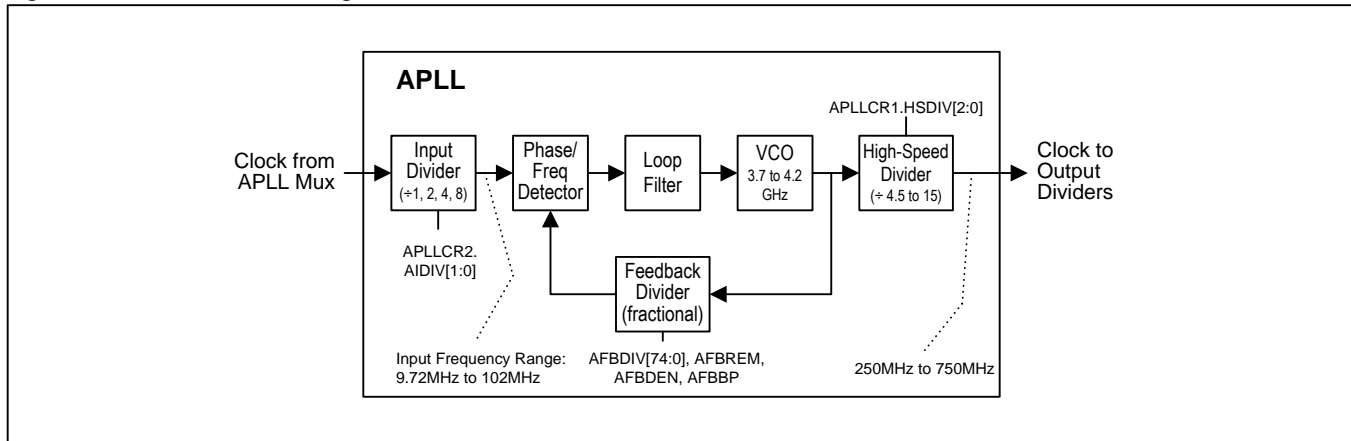 APLL
APLLCR1.HSDIV[2:0]
Clock from
APLL Mux
Input
Divider
(÷1, 2, 4, 8)
Phase/
Freq
Detector
Loop
Filter
VCO
3.7 to 4.2
GHz
High-Speed
Divider
(÷ 4.5 to 15)
Clock to
Output
Dividers
APLLCR2.
AIDIV[1:0]
Feedback
Divider
(fractional)
Input Frequency Range:
9.72MHz to 102MHz
AFBDIV[74:0], AFBREM,
AFBDEN, AFBBP
250MHz to 750MHz